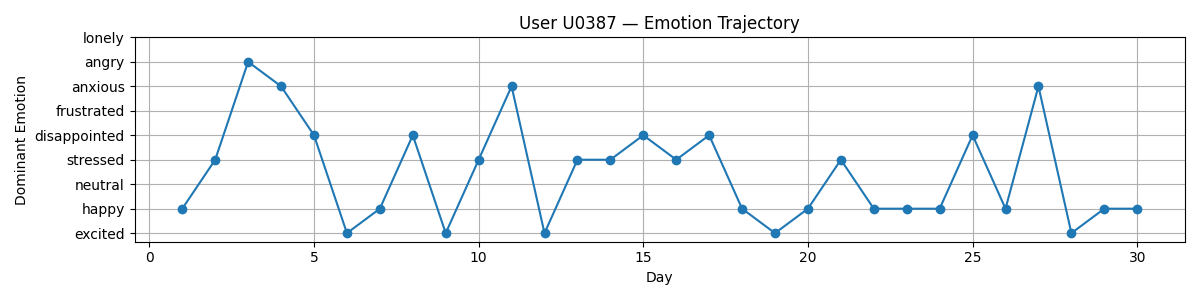 User U0387 — Emotion Trajectory
Dominant Emotion
lonely
angry
anxious
frustrated
disappointed
stressed
neutral
happy
excited
0 5 10 15 20 25 30
Day